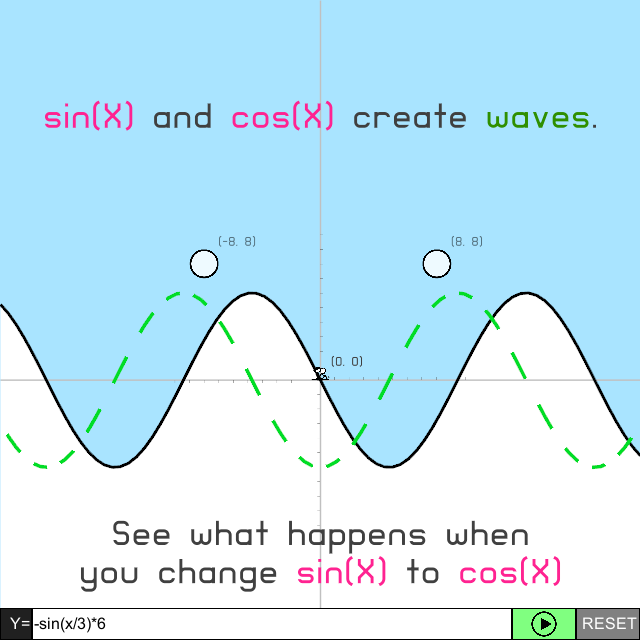 sin(X) and cos(X) create waves.
(-8, 8)
(8, 8)
(0, 0)
See what happens when
you change sin(X) to cos(X)
Y= -sin(x/3)*6
RESET